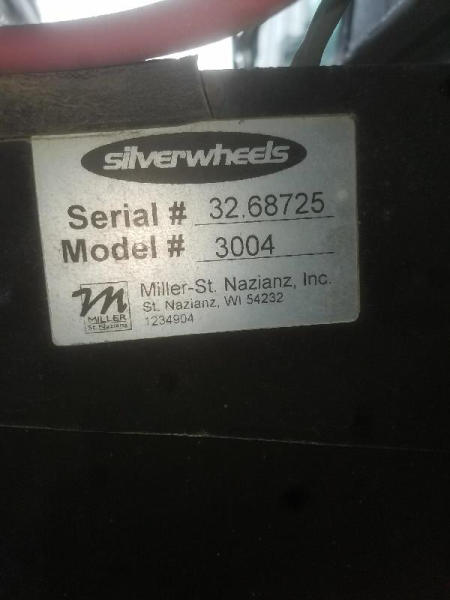 silverwheels
Serial # 32.68725
Model # 3004
Miller-St. Nazianz, Inc.
St. Nazianz, WI 54232
1234904
M
MILLER
St. Nazianz